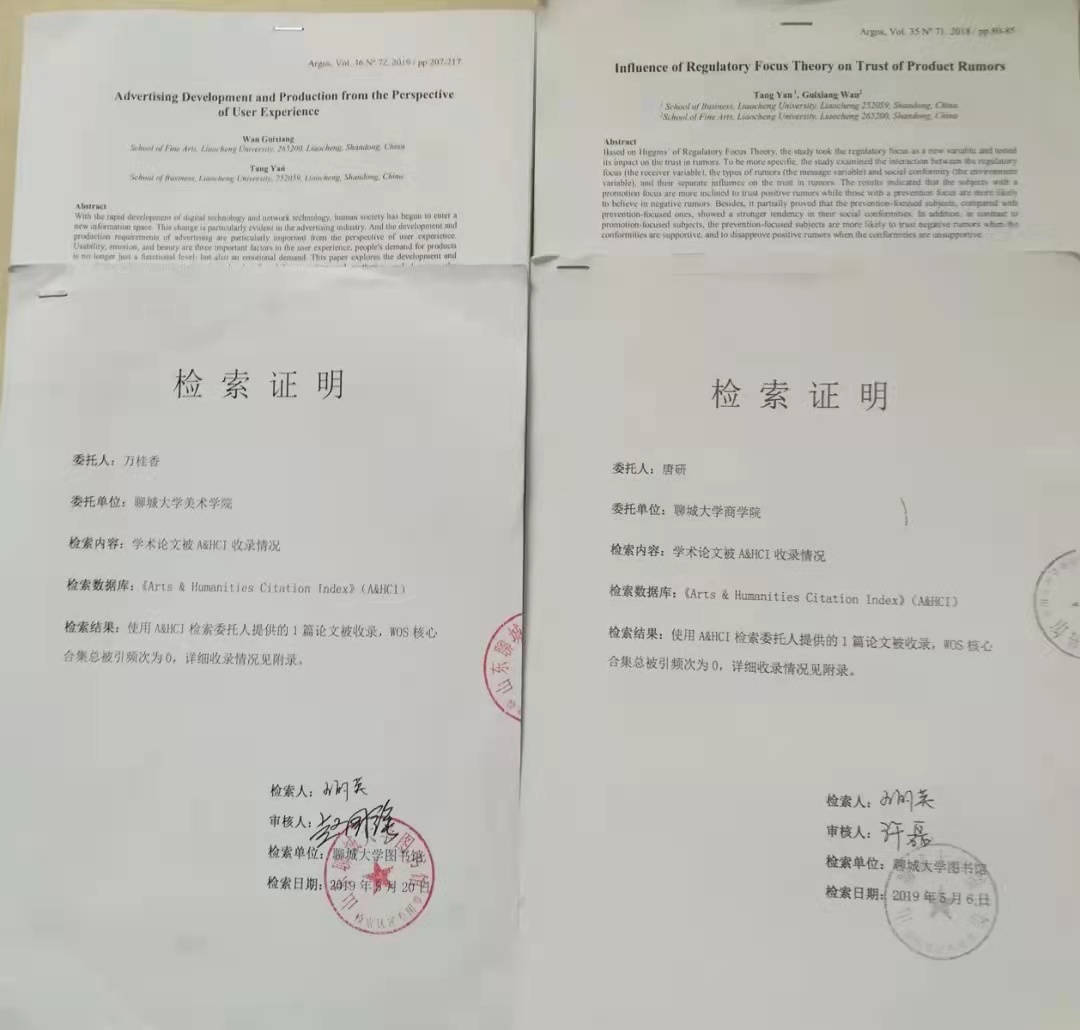 Argos, Vol. 36 Nº 72, 2019 / pp.207-217
Advertising Development and Production from the Perspective
of User Experience
Wan Guixiang
School of Fine Arts, Liaocheng University, 265200, Liaocheng, Shandong, China
Tang Yan
School of Business, Liaocheng University, 252059, Liaocheng, Shandong, China
Abstract
With the rapid development of digital technology and network technology, human society has begun to enter a
new information space. This change is particularly evident in the advertising industry. And the development and
production requirements of advertising are particularly important from the perspective of user experience.
Usability, emotion, and beauty are three important factors in the user experience, people's demand for products
is no longer just a functional level, but also an emotional demand. This paper explores the development and
Argos, Vol. 35 Nº 71, 2018 / pp.80-85
Influence of Regulatory Focus Theory on Trust of Product Rumors
Tang Yan¹, Guixiang Wan²
¹ School of Business, Liaocheng University, Liaocheng 252059, Shandong, China
²School of Fine Arts, Liaocheng University, Liaocheng 265200, Shandong, China
Abstract
Based on Higgins' of Regulatory Focus Theory, the study took the regulatory focus as a new variable and tested
its impact on the trust in rumors. To be more specific, the study examined the interaction between the regulatory
focus (the receiver variable), the types of rumors (the message variable) and social conformity (the environment
variable), and their separate influence on the trust in rumors. The results indicated that the subjects with a
promotion focus are more inclined to trust positive rumors while those with a prevention focus are more likely
to believe in negative rumors. Besides, it partially proved that the prevention-focused subjects, compared with
prevention-focused ones, showed a stronger tendency in their social conformities. In addition, in contrast to
promotion-focused subjects, the prevention-focused subjects are more likely to trust negative rumors when the
conformities are supportive, and to disapprove positive rumors when the conformities are unsupportive.
检索证明
委托人：万桂香
委托单位：聊城大学美术学院
检索内容：学术论文被 A&HCI 收录情况
检索数据库：《Arts & Humanities Citation Index》（A&HCI）
检索结果：使用 A&HCI 检索委托人提供的 1 篇论文被收录，WOS 核心
合集总被引频次为 0，详细收录情况见附录。
检索人：
审核人：
检索单位：聊城大学图书馆
检索日期：2019 年 5 月 20 日
检索证明
委托人：唐研
委托单位：聊城大学商学院
检索内容：学术论文被 A&HCI 收录情况
检索数据库：《Arts & Humanities Citation Index》（A&HCI）
检索结果：使用 A&HCI 检索委托人提供的 1 篇论文被收录，WOS 核心
合集总被引频次为 0，详细收录情况见附录。
检索人：
审核人：许磊
检索单位：聊城大学图书馆
检索日期：2019 年 5 月 6 日